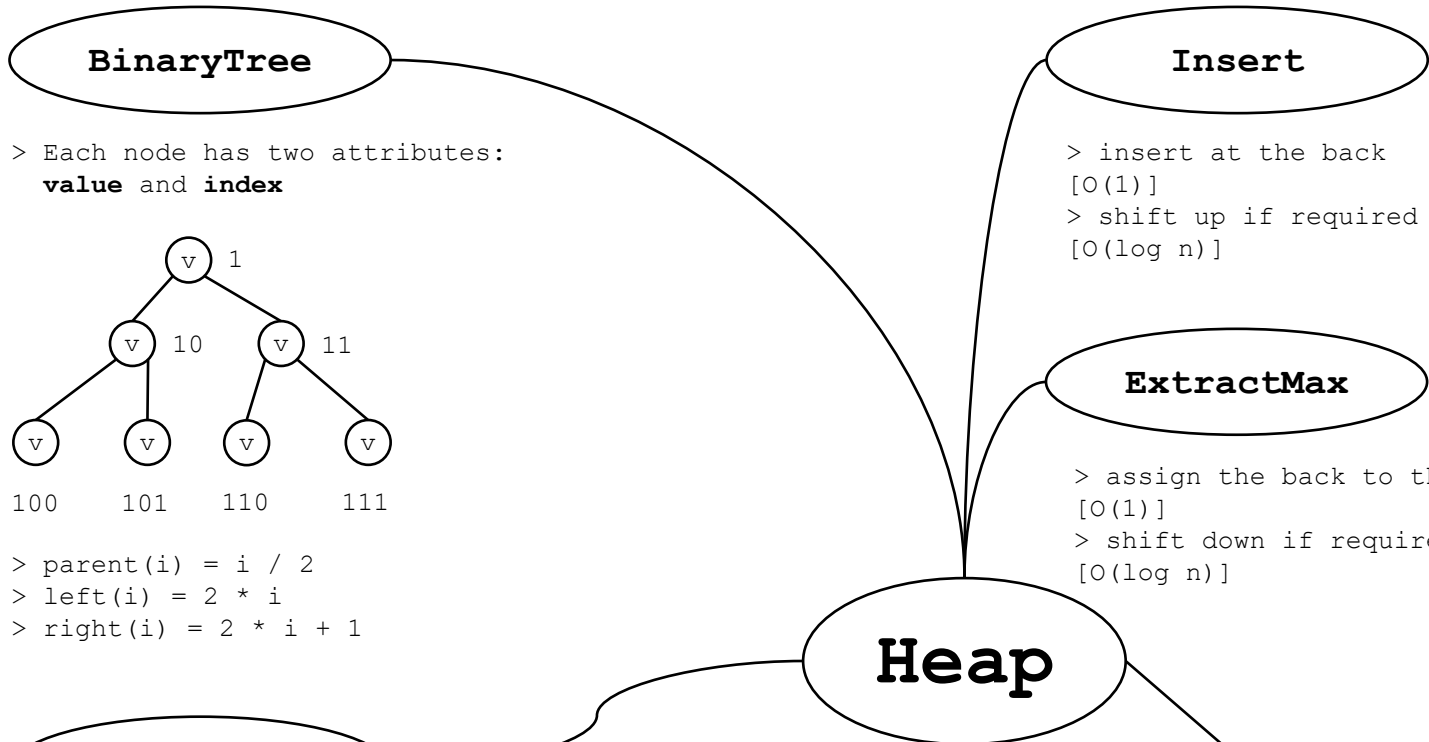 BinaryTree
> Each node has two attributes:
value and index
v 1
v 10 v 11
v v v v
100 101 110 111
> parent(i) = i / 2
> left(i) = 2 * i
> right(i) = 2 * i + 1
Insert
> insert at the back
[O(1)]
> shift up if required
[O(log n)]
ExtractMax
> assign the back to
[O(1)]
> shift down if
[O(log n)]
Heap